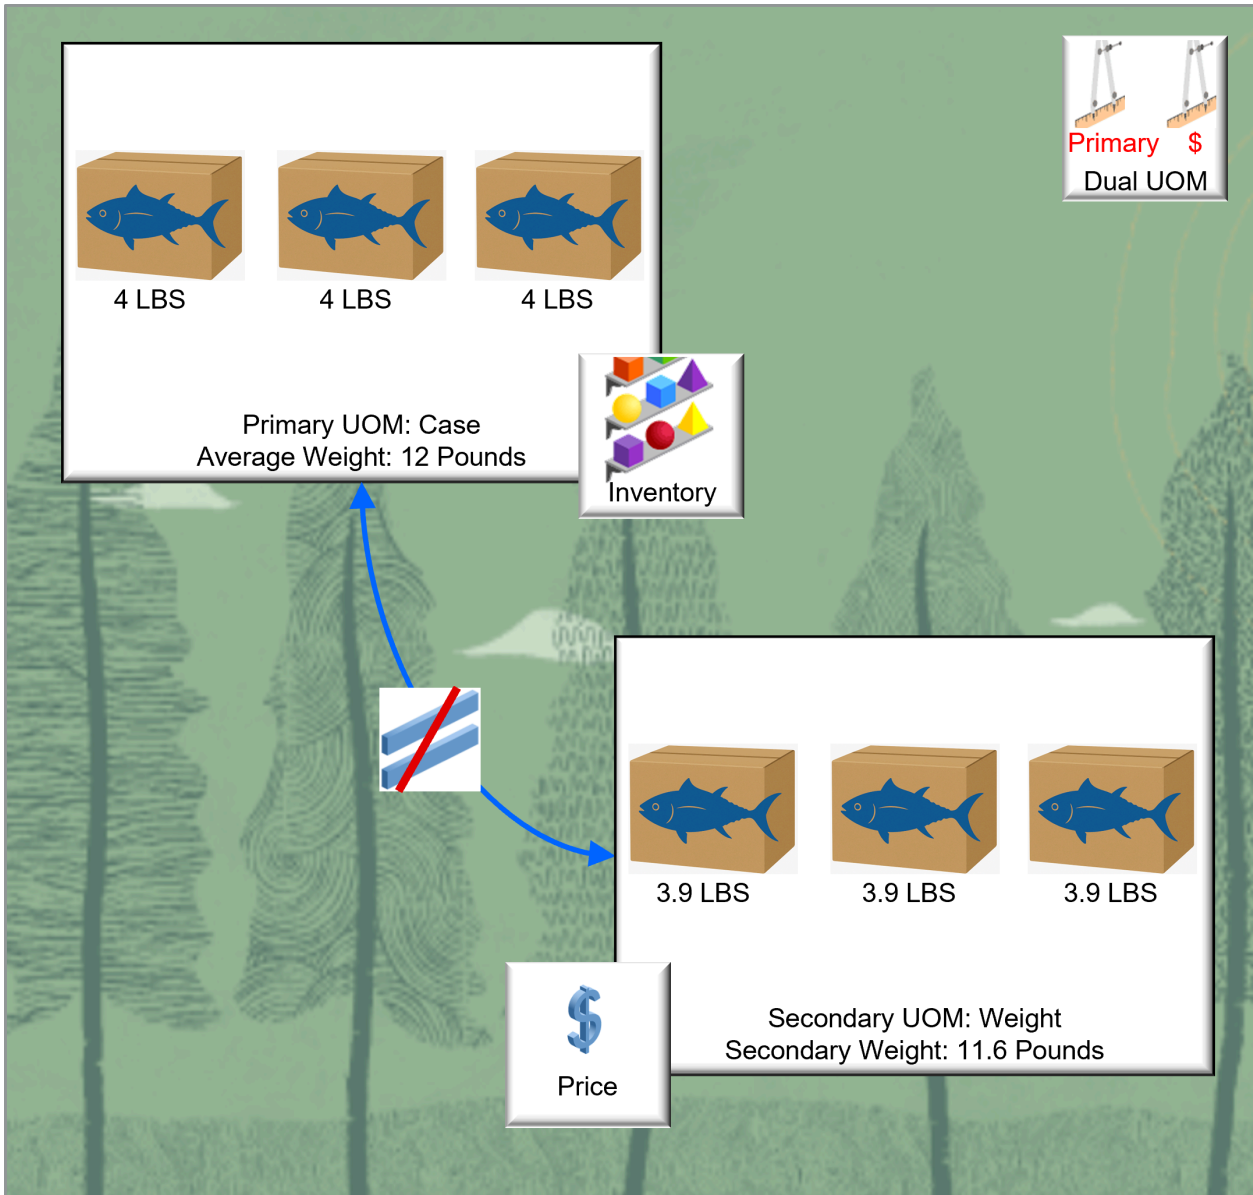 Primary $
Dual UOM
4 LBS 4 LBS 4 LBS
Primary UOM: Case
Average Weight: 12 Pounds
Inventory
3.9 LBS 3.9 LBS 3.9 LBS
Secondary UOM: Weight
Secondary Weight: 11.6 Pounds
$
Price